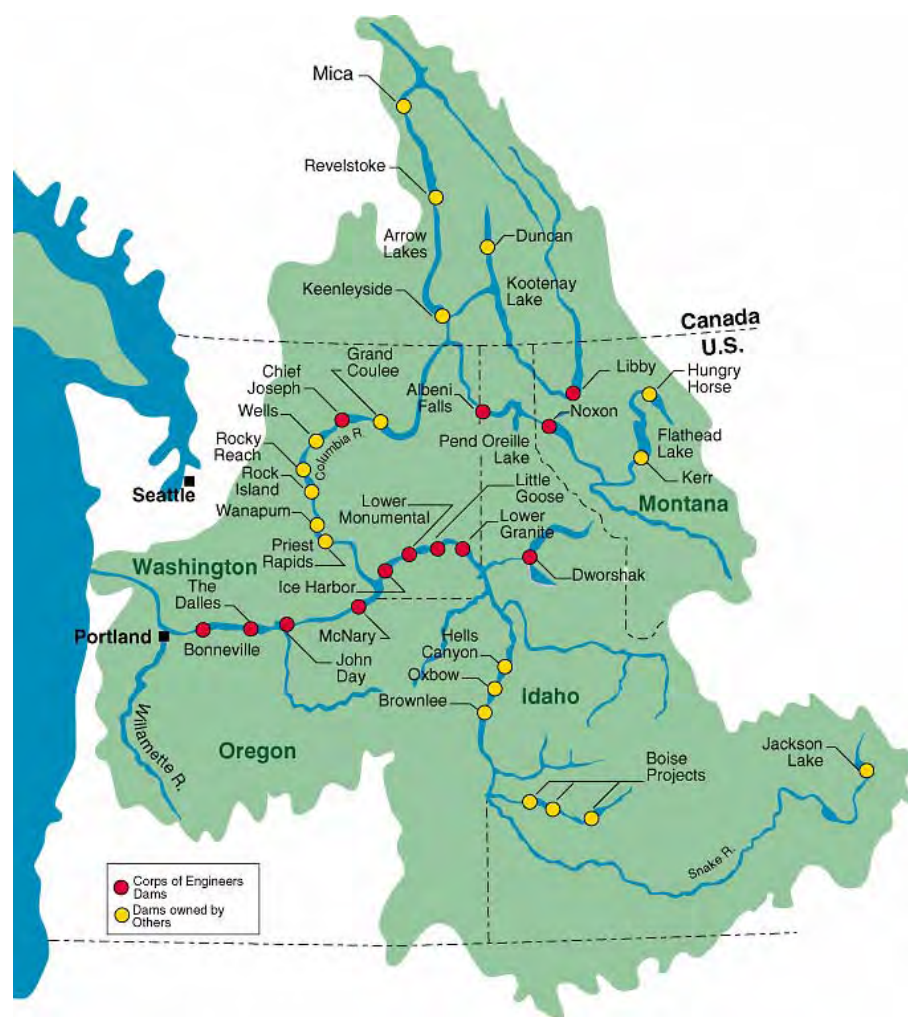 Mica
Revelstoke
Arrow
Lakes
Duncan
Kootenay
Lake
Keenleyside
Canada
U.S.
Grand
Coulee
Chief
Joseph
Albeni
Falls
Libby
Hungry
Horse
Wells
Noxon
Columbia R.
Pend Oreille
Lake
Flathead
Lake
Rocky
Reach
Rock
Island
Kerr
Seattle
Montana
Little
Goose
Lower
Monumental
Lower
Granite
Wanapum
Priest
Rapids
Washington
Ice Harbor
Dworshak
The
Dalles
Portland
Bonneville
McNary
John
Day
Hells
Canyon
Oxbow
Brownlee
Idaho
Willamette R.
Oregon
Boise
Projects
Jackson
Lake
Snake R.
Corps of Engineers
Dams
Dams owned by
Others